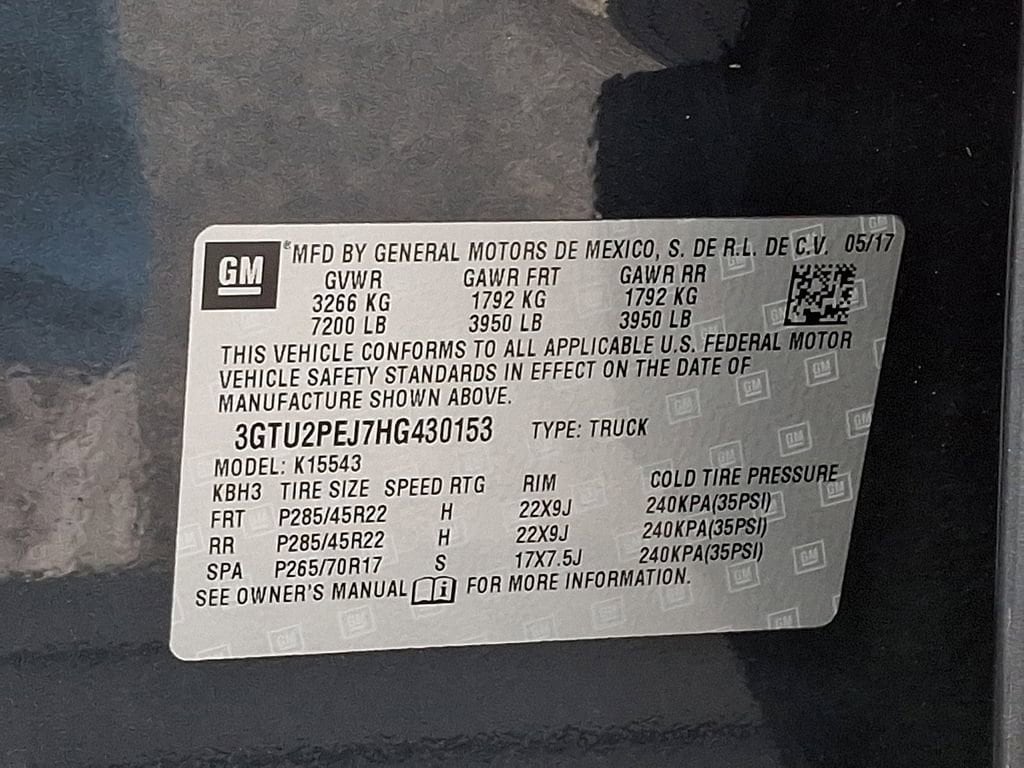 GM ® MFD BY GENERAL MOTORS DE MEXICO, S. DE R.L. DE C.V. 05/17
GVWR GAWR FRT GAWR RR
3266 KG 1792 KG 1792 KG
7200 LB 3950 LB 3950 LB
THIS VEHICLE CONFORMS TO ALL APPLICABLE U.S. FEDERAL MOTOR
VEHICLE SAFETY STANDARDS IN EFFECT ON THE DATE OF
MANUFACTURE SHOWN ABOVE.
3GTU2PEJ7HG430153 TYPE: TRUCK
MODEL: K15543
KBH3 TIRE SIZE SPEED RTG RIM COLD TIRE PRESSURE
FRT P285/45R22 H 22X9J 240KPA(35PSI)
RR P285/45R22 H 22X9J 240KPA(35PSI)
SPA P265/70R17 S 17X7.5J 240KPA(35PSI)
SEE OWNER'S MANUAL i FOR MORE INFORMATION.